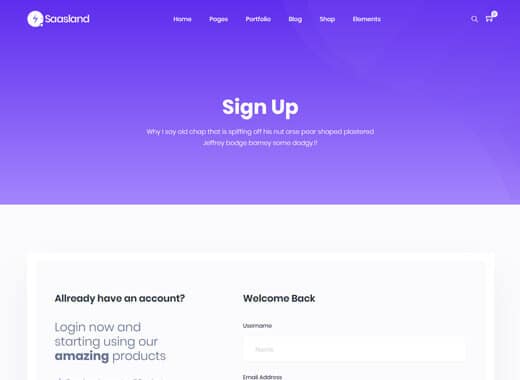 Saasland
Home Pages Portfolio Blog Shop Elements
0
Sign Up
Why I say old chap that is spiffing off his nut arse pear shaped plastered
Jeffrey bodge barney some dodgy.!!
Allready have an account?
Login now and
starting using our
amazing products
Welcome Back
Username
Name
Email Address